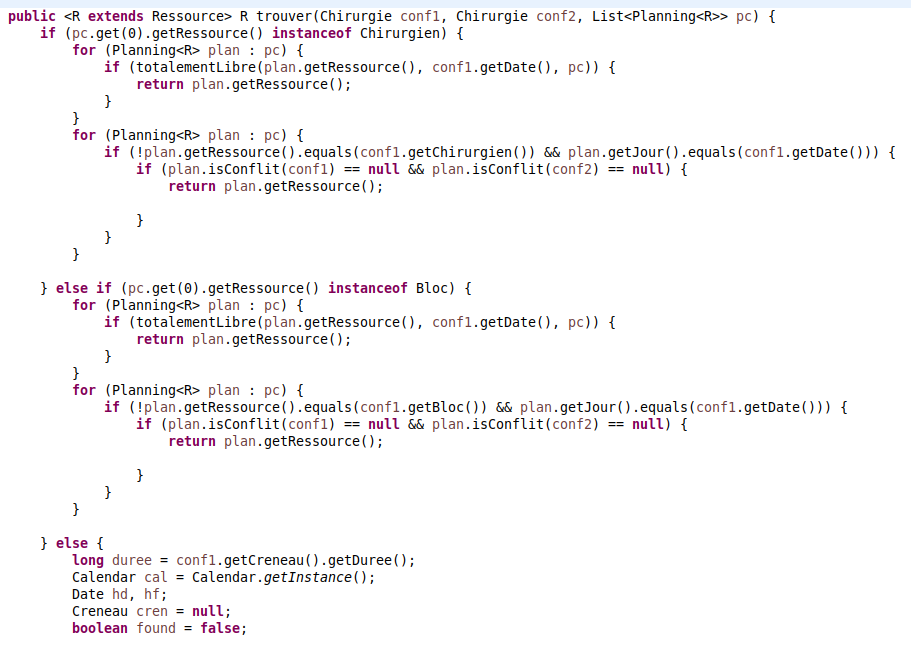 public <R extends Ressource> R trouver(Chirurgie conf1, Chirurgie conf2, List<Planning<R>> pc) {
    if (pc.get(0).getRessource() instanceof Chirurgien) {
        for (Planning<R> plan : pc) {
            if (totalementLibre(plan.getRessource(), conf1.getDate(), pc)) {
                return plan.getRessource();
            }
        }
        for (Planning<R> plan : pc) {
            if (!plan.getRessource().equals(conf1.getChirurgien()) && plan.getJour().equals(conf1.getDate())) {
                if (plan.isConflit(conf1) == null && plan.isConflit(conf2) == null) {
                    return plan.getRessource();

                }
            }
        }

    } else if (pc.get(0).getRessource() instanceof Bloc) {
        for (Planning<R> plan : pc) {
            if (totalementLibre(plan.getRessource(), conf1.getDate(), pc)) {
                return plan.getRessource();
            }
        }
        for (Planning<R> plan : pc) {
            if (!plan.getRessource().equals(conf1.getBloc()) && plan.getJour().equals(conf1.getDate())) {
                if (plan.isConflit(conf1) == null && plan.isConflit(conf2) == null) {
                    return plan.getRessource();

                }
            }
        }

    } else {
        long duree = conf1.getCreneau().getDuree();
        Calendar cal = Calendar.getInstance();
        Date hd, hf;
        Creneau cren = null;
        boolean found = false;